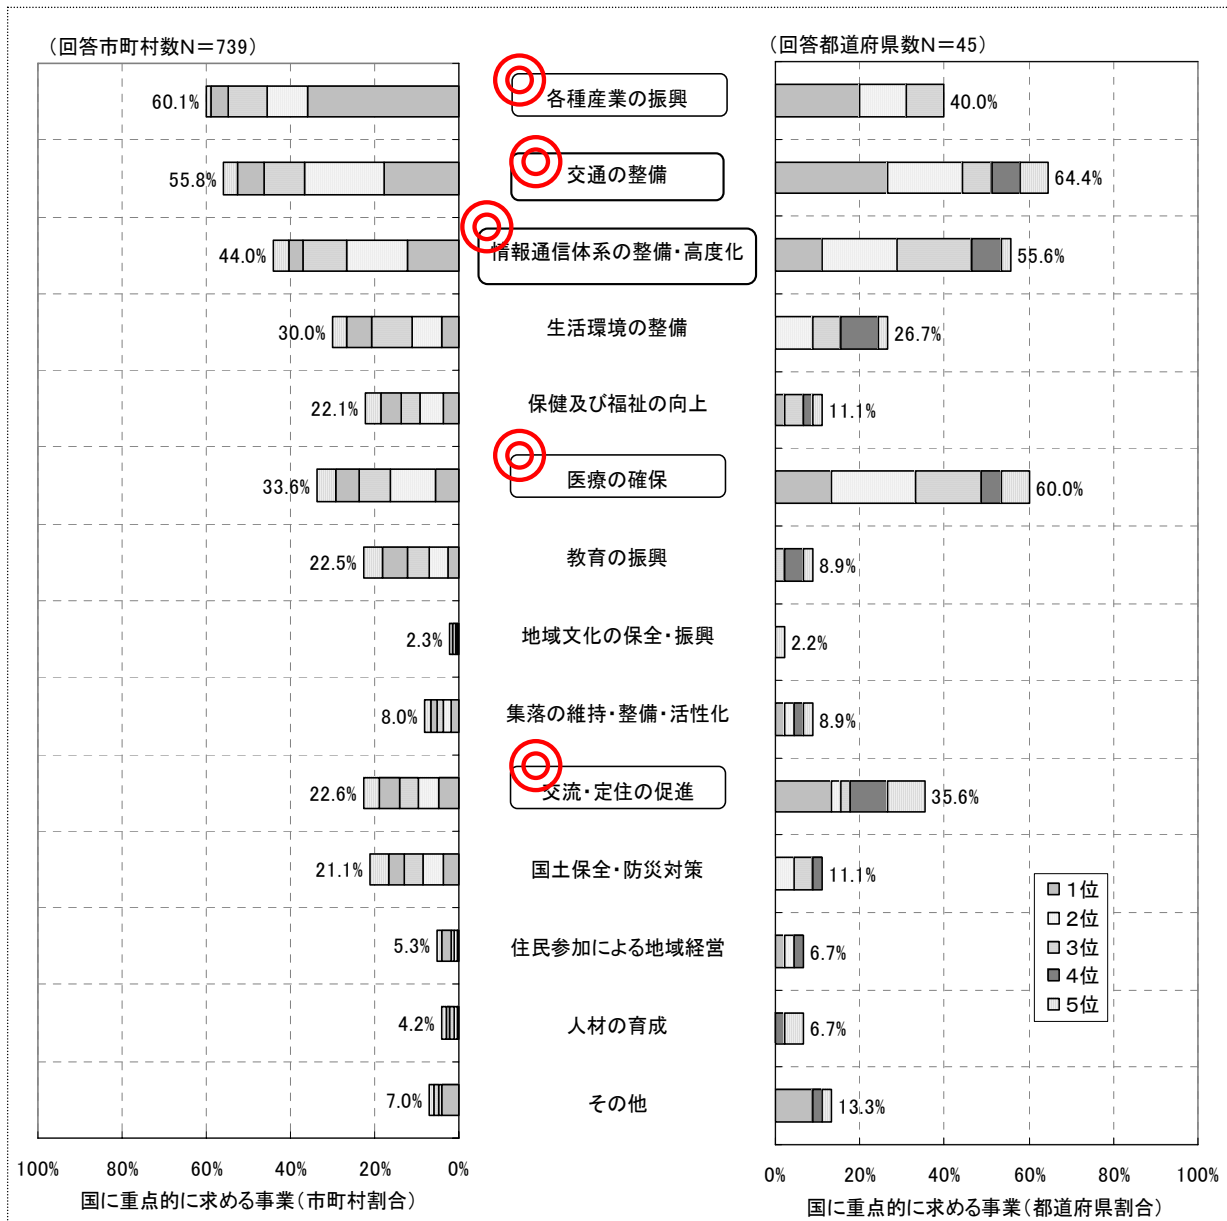 （回答市町村数N＝739）
（回答都道府県数N＝45）
60.1%
各種産業の振興
40.0%
55.8%
交通の整備
64.4%
44.0%
情報通信体系の整備・高度化
55.6%
30.0%
生活環境の整備
26.7%
22.1%
保健及び福祉の向上
11.1%
33.6%
医療の確保
60.0%
22.5%
教育の振興
8.9%
2.3%
地域文化の保全・振興
2.2%
8.0%
集落の維持・整備・活性化
8.9%
22.6%
交流・定住の促進
35.6%
21.1%
国土保全・防災対策
11.1%
5.3%
住民参加による地域経営
6.7%
4.2%
人材の育成
6.7%
7.0%
その他
13.3%
1位
2位
3位
4位
5位
100% 80% 60% 40% 20% 0%
0% 20% 40% 60% 80% 100%
国に重点的に求める事業（市町村割合）
国に重点的に求める事業（都道府県割合）